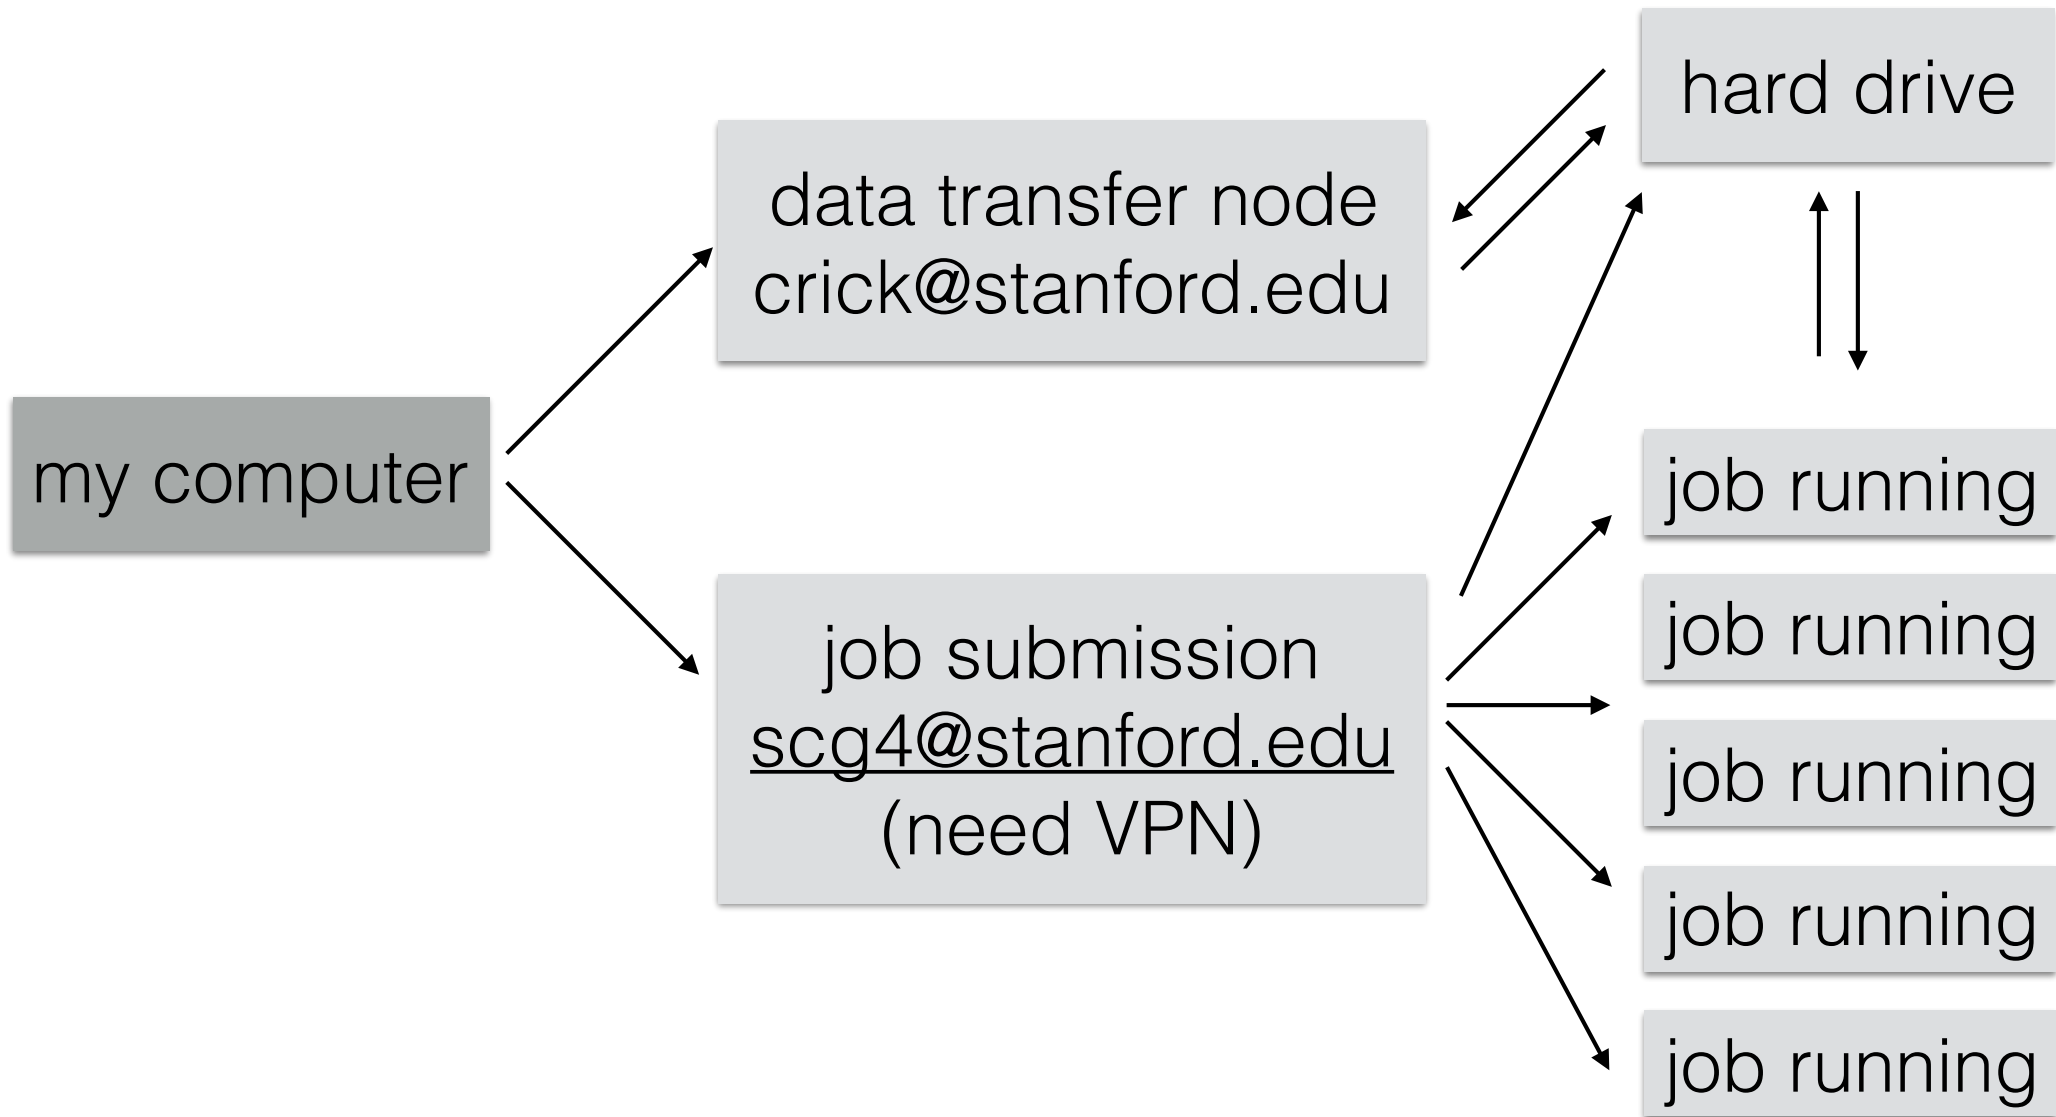 my computer
data transfer node
crick@stanford.edu
job submission
scg4@stanford.edu
(need VPN)
hard drive
job running
job running
job running
job running
job running